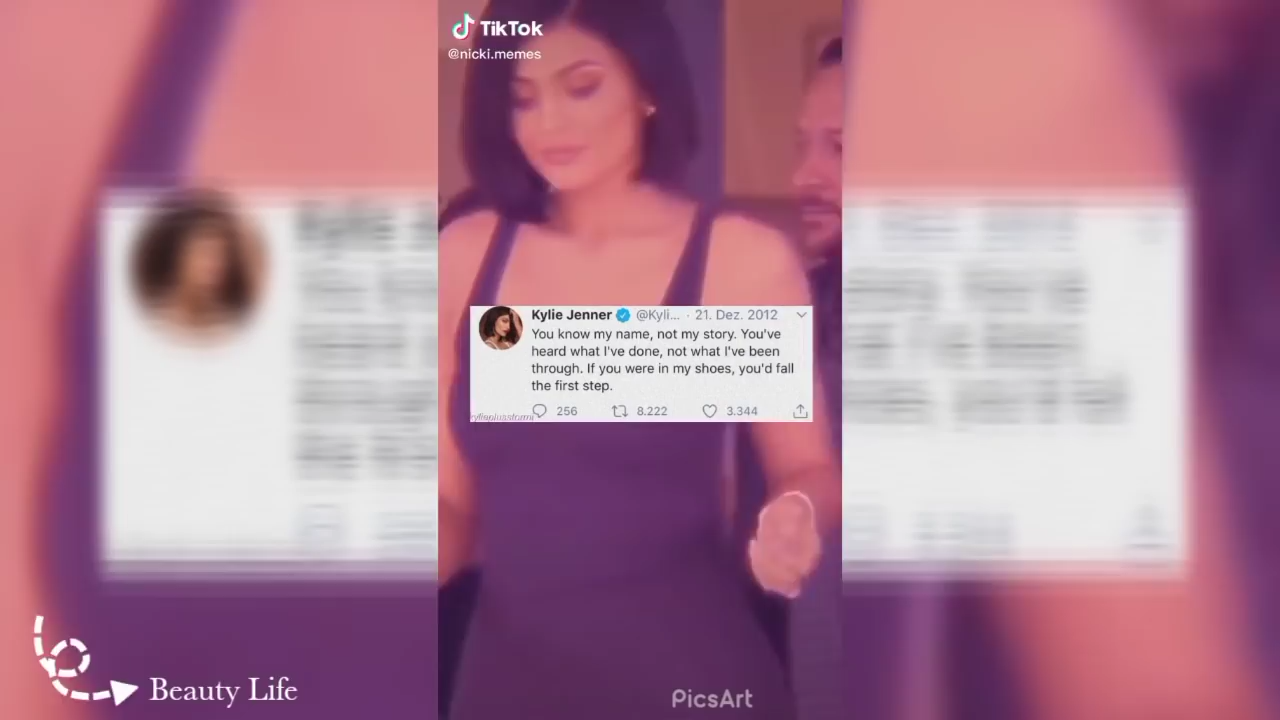 TikTok
@nicki.memes
Kylie Jenner @Kyli... · 21. Dez. 2012
You know my name, not my story. You've
heard what I've done, not what I've been
through. If you were in my shoes, you'd fall
the first step.
256 8.222 3.344
kylieplusstormi
Beauty Life
PicsArt